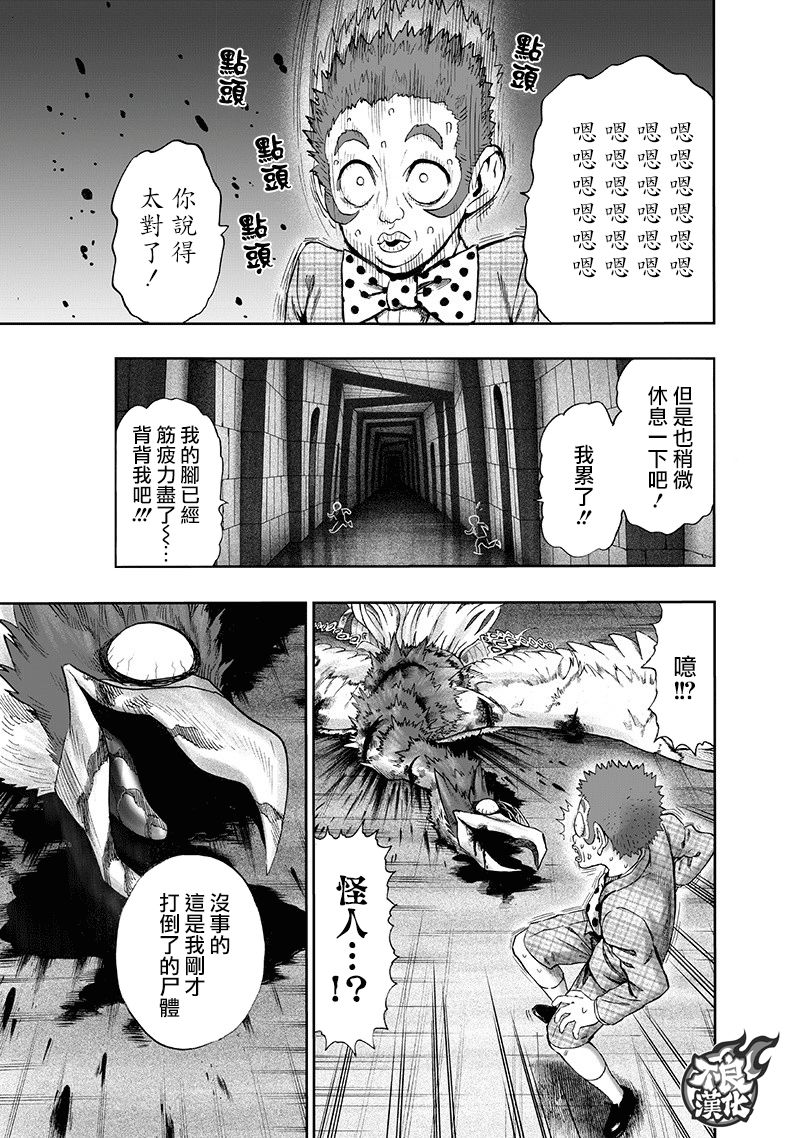 嗯嗯嗯嗯嗯嗯
嗯嗯嗯嗯嗯嗯
嗯嗯嗯嗯嗯嗯
嗯嗯嗯嗯嗯嗯
點頭
點頭
點頭
點頭
你說得
太對了！
但是也稍微
休息一下吧！
我累了!!
我的腳已經
筋疲力盡了～…
背背我吧!!!
噫!!?
怪人…?!
沒事的
這是我剛才
打倒了的尸體
不良
漢化